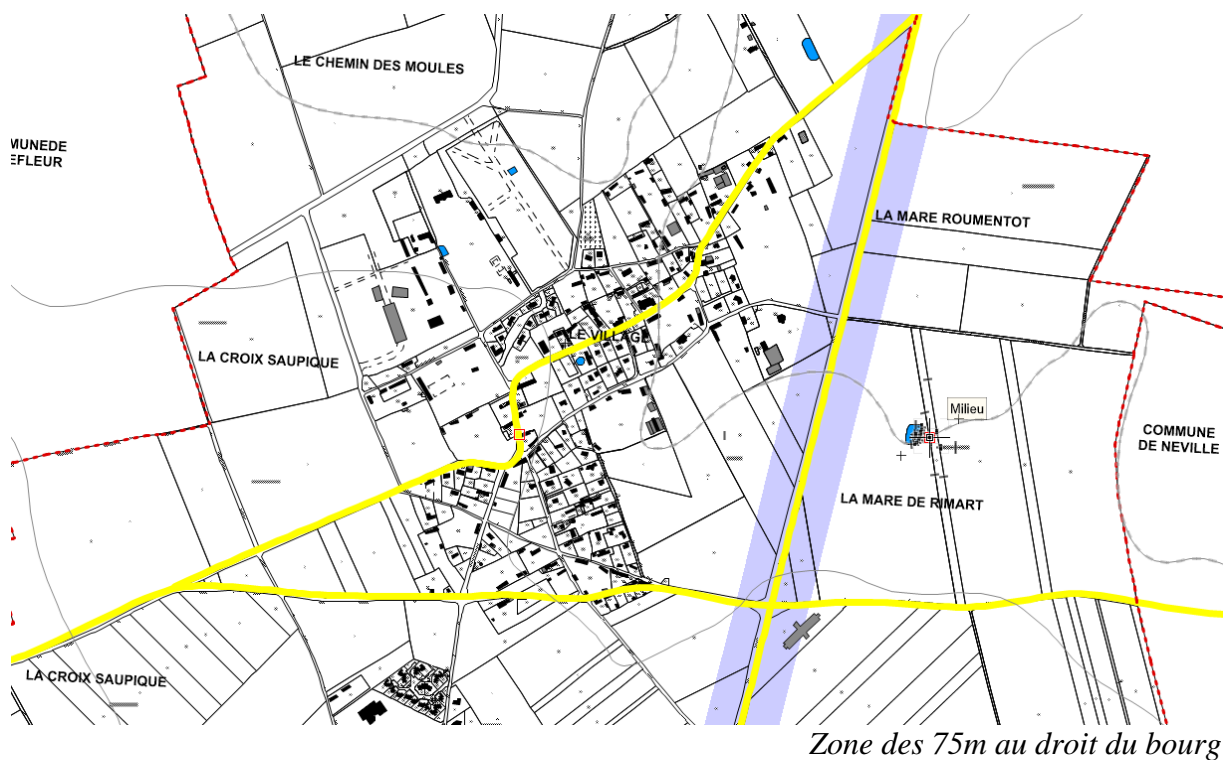 LE CHEMIN DES MOULES
MUNEDE
EFLEUR
LA MARE ROUMENTOT
LE VILLAGE
LA CROIX SAUPIQUE
Milieu
COMMUNE
DE NEVILLE
LA MARE DE RIMART
LA CROIX SAUPIQUE
Zone des 75m au droit du bourg